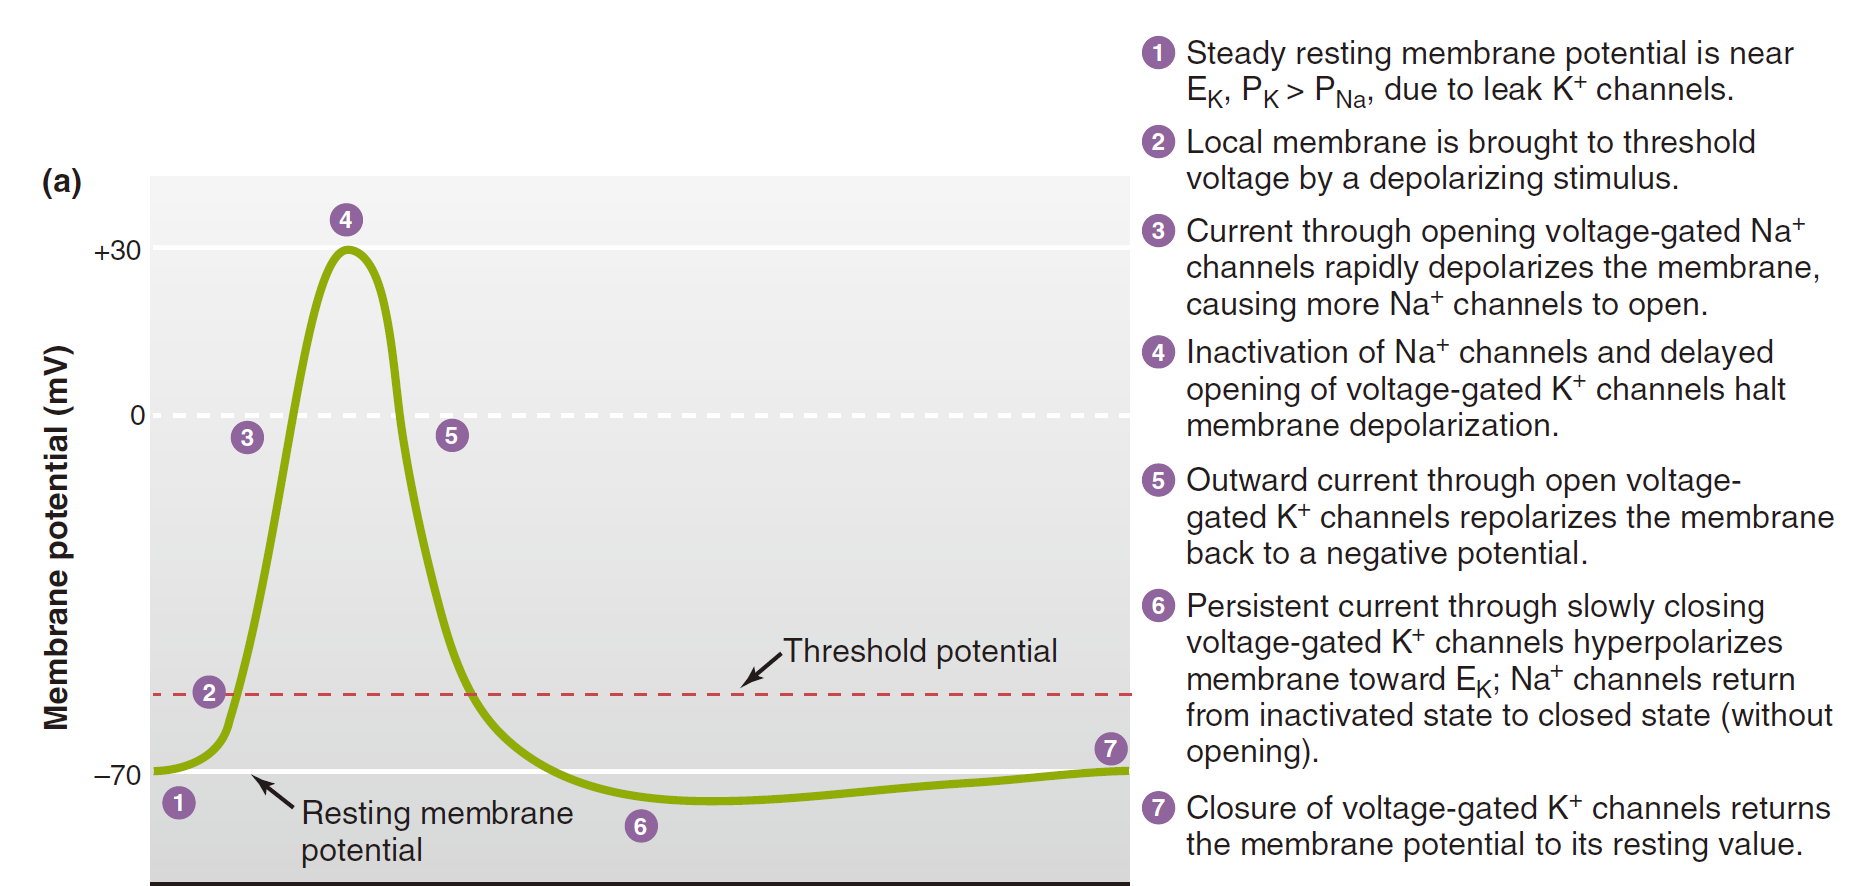 (a)
Membrane potential (mV)
+30
0
–70
1
2
3
4
5
6
7
Threshold potential
Resting membrane
potential
1 Steady resting membrane potential is near
EK, PK > PNa, due to leak K+ channels.
2 Local membrane is brought to threshold
voltage by a depolarizing stimulus.
3 Current through opening voltage-gated Na+
channels rapidly depolarizes the membrane,
causing more Na+ channels to open.
4 Inactivation of Na+ channels and delayed
opening of voltage-gated K+ channels halt
membrane depolarization.
5 Outward current through open voltage-
gated K+ channels repolarizes the membrane
back to a negative potential.
6 Persistent current through slowly closing
voltage-gated K+ channels hyperpolarizes
membrane toward EK; Na+ channels return
from inactivated state to closed state (without
opening).
7 Closure of voltage-gated K+ channels returns
the membrane potential to its resting value.